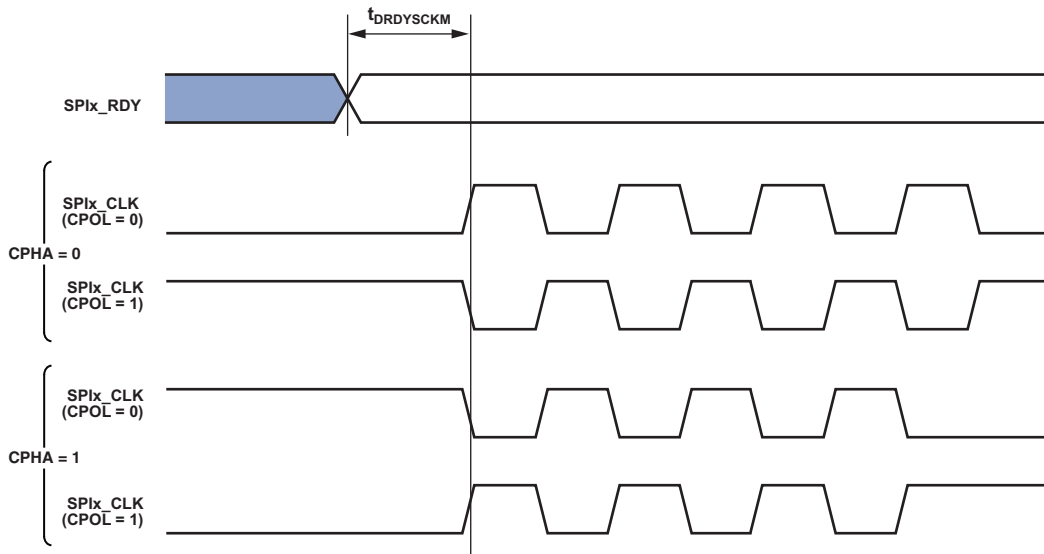 tDRDYSCKM
SPIx_RDY
SPIx_CLK
(CPOL = 0)
CPHA = 0
SPIx_CLK
(CPOL = 1)
SPIx_CLK
(CPOL = 0)
CPHA = 1
SPIx_CLK
(CPOL = 1)